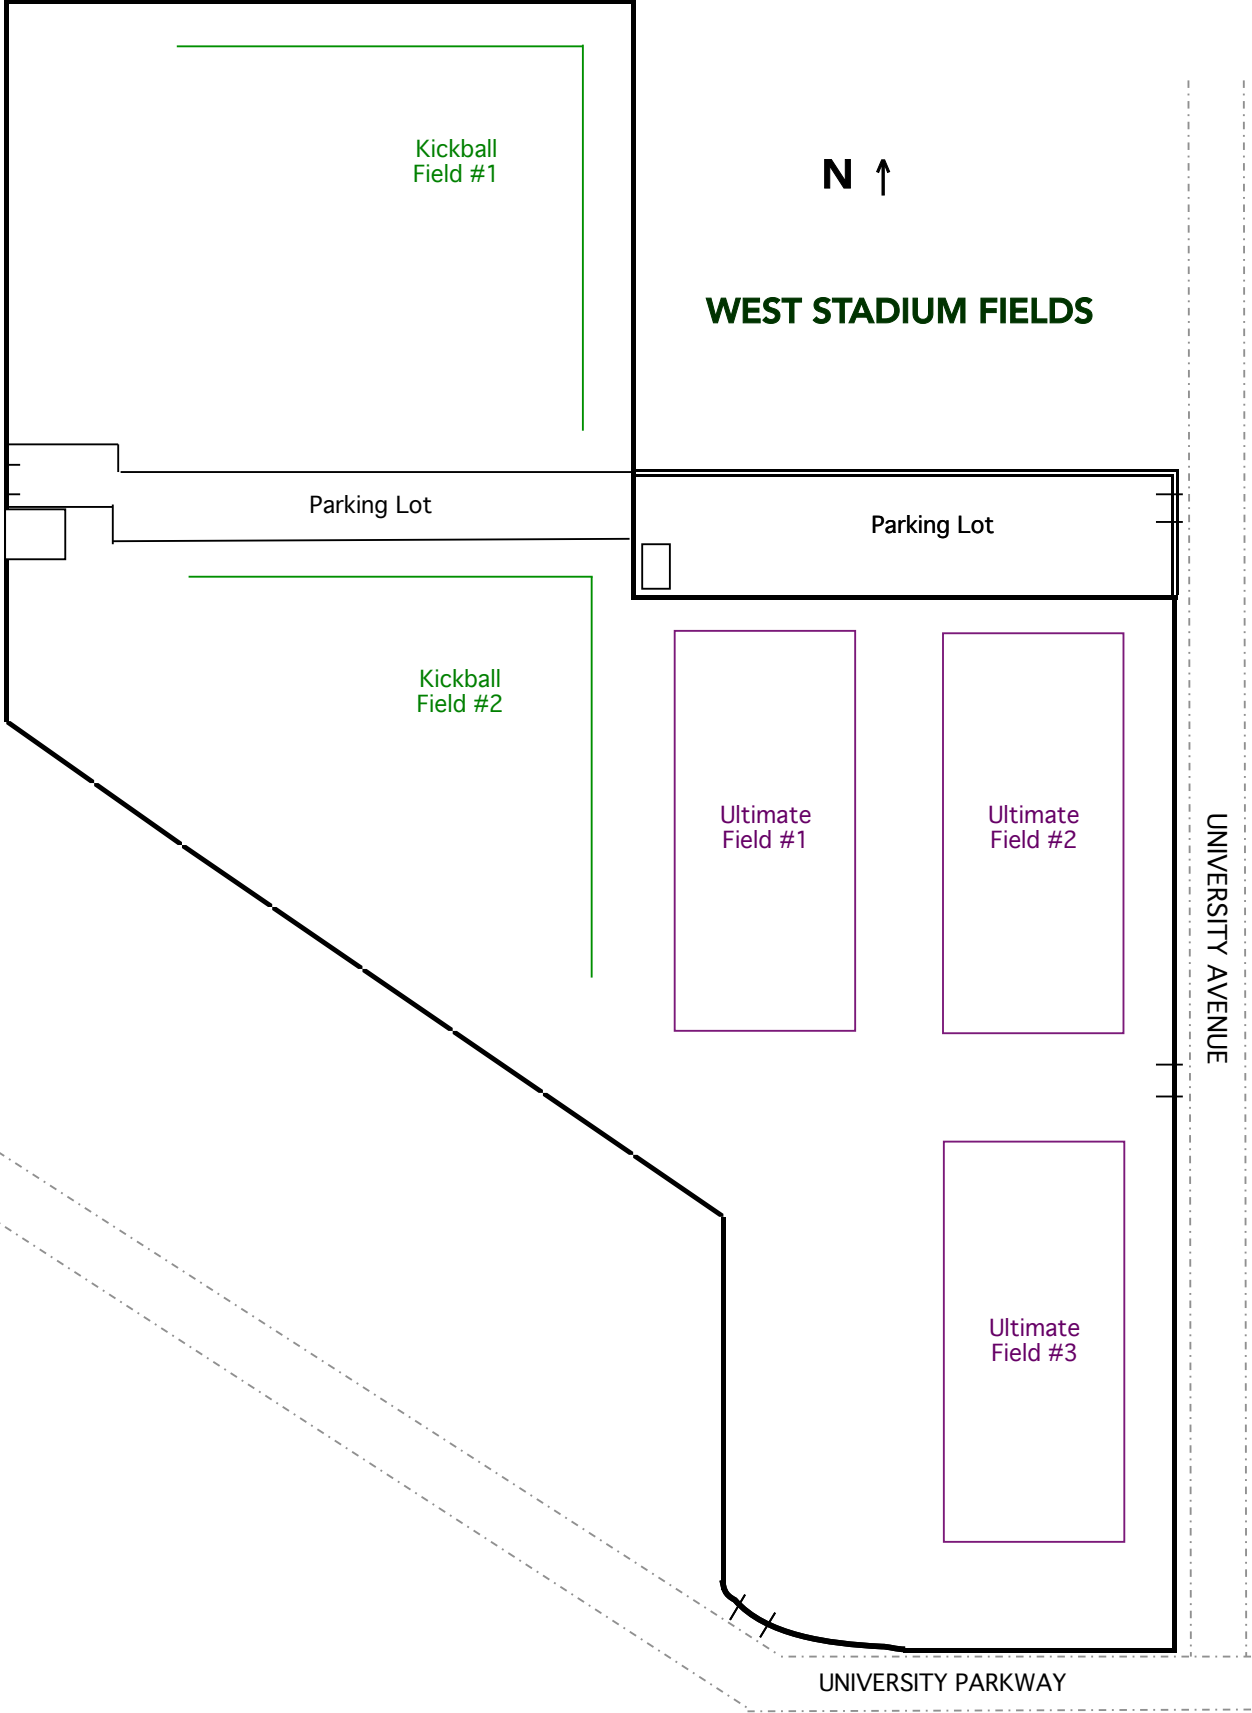 Kickball
Field #1
N
WEST STADIUM FIELDS
Parking Lot
Parking Lot
Kickball
Field #2
Ultimate
Field #1
Ultimate
Field #2
UNIVERSITY AVENUE
Ultimate
Field #3
UNIVERSITY PARKWAY